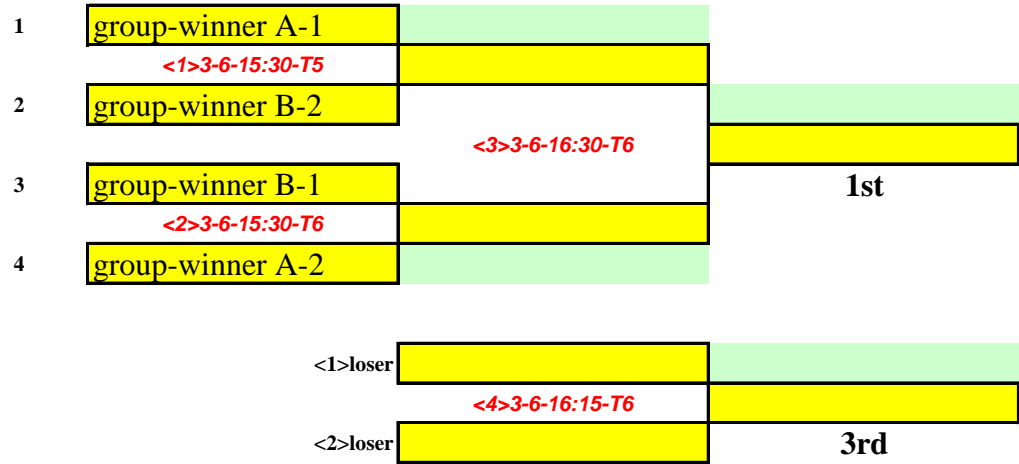 1 group-winner A-1
<1>3-6-15:30-T5
2 group-winner B-2
<3>3-6-16:30-T6
3 group-winner B-1
1st
<2>3-6-15:30-T6
4 group-winner A-2
<1>loser
<4>3-6-16:15-T6
<2>loser
3rd